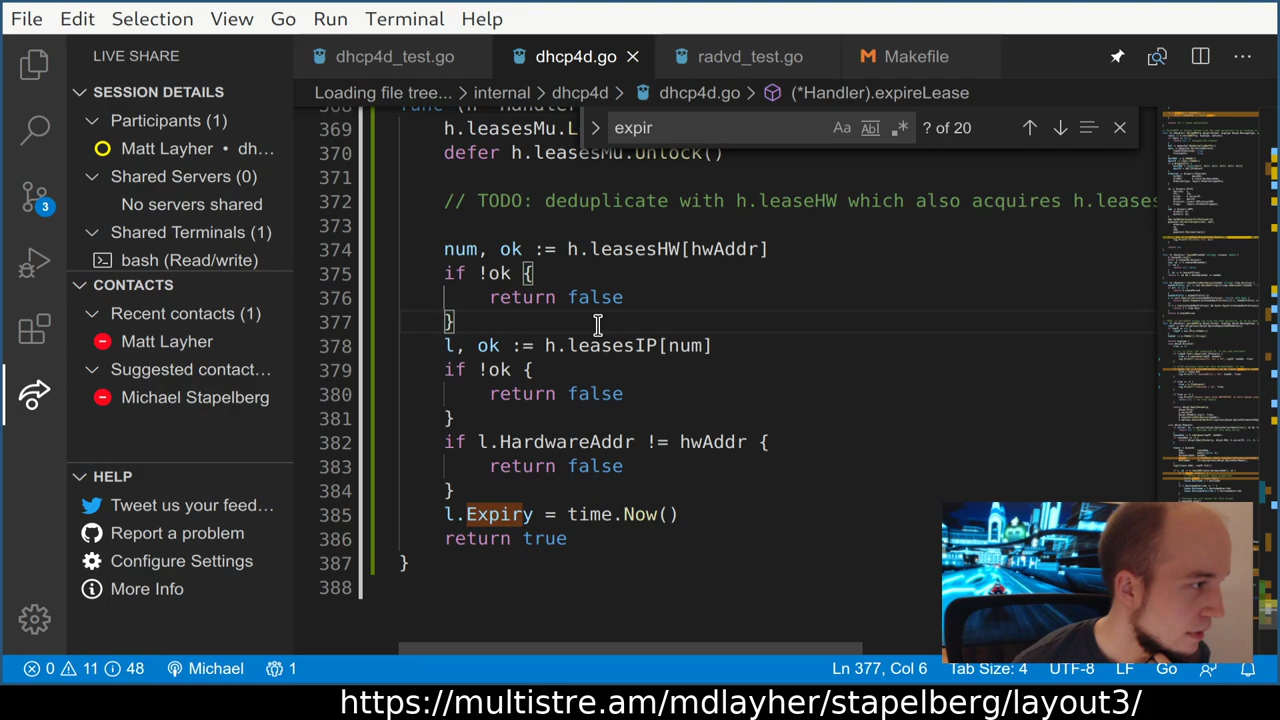 File Edit Selection View Go Run Terminal Help
LIVE SHARE
dhcp4d_test.go
dhcp4d.go
radvd_test.go
Makefile
Loading file tree... internal dhcp4d dhcp4d.go (*Handler).expireLease
expir
Aa Abl ? of 20
SESSION DETAILS
Participants (1)
Matt Layher • dh...
Shared Servers (0)
No servers shared
Shared Terminals (1)
bash (Read/write)
CONTACTS
Recent contacts (1)
Matt Layher
Suggested contact...
Michael Stapelberg
HELP
Tweet us your feed...
Report a problem
Configure Settings
More Info
3
369 h.leasesMu.L
370 defer h.leasesMu.Unlock()
371
372 // TODO: deduplicate with h.leaseHW which also acquires h.leases
373
374 num, ok := h.leasesHW[hwAddr]
375 if !ok {
376 return false
377 }
378 l, ok := h.leasesIP[num]
379 if !ok {
380 return false
381 }
382 if l.HardwareAddr != hwAddr {
383 return false
384 }
385 l.Expiry = time.Now()
386 return true
387 }
388
0 11 48 Michael 1
Ln 377, Col 6 Tab Size: 4 UTF-8 LF Go
https://multistre.am/mdlayher/stapelberg/layout3/